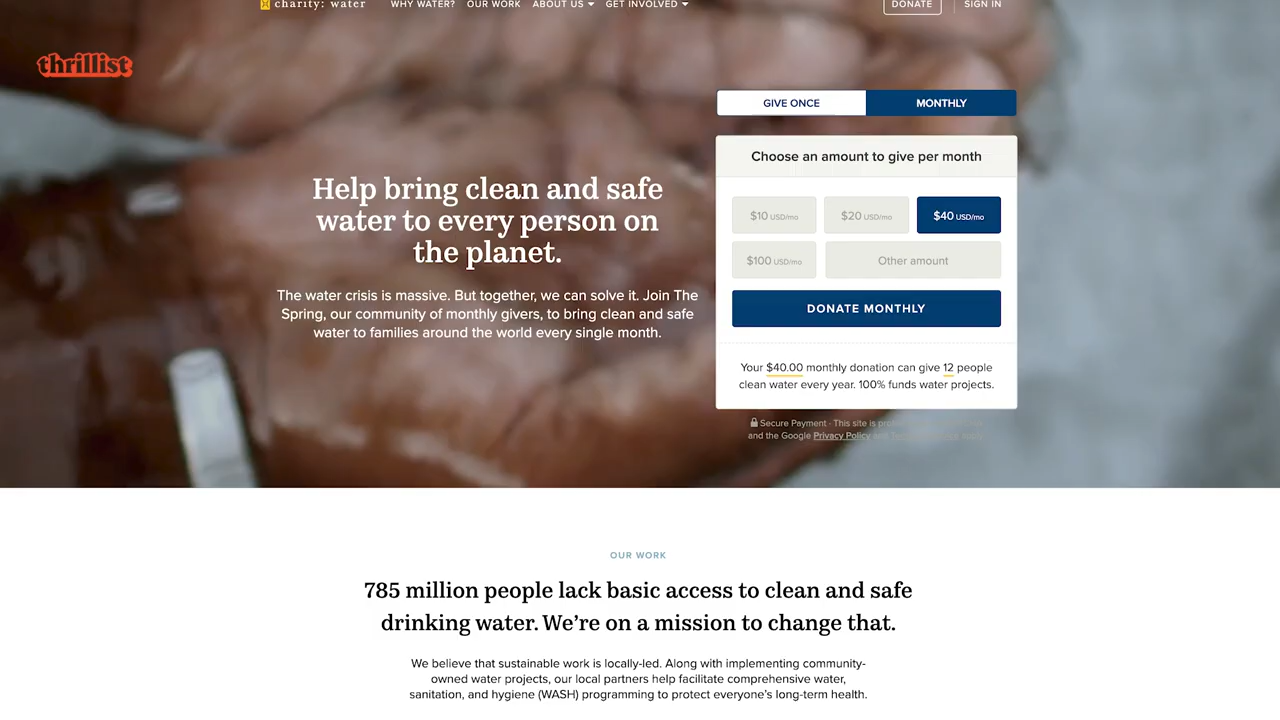 charity: water WHY WATER? OUR WORK ABOUT US GET INVOLVED DONATE SIGN IN
thrillist
GIVE ONCE MONTHLY
Choose an amount to give per month
Help bring clean and safe
water to every person on
the planet.
$10 USD/mo $20 USD/mo $40 USD/mo
$100 USD/mo Other amount
The water crisis is massive. But together, we can solve it. Join The
Spring, our community of monthly givers, to bring clean and safe
water to families around the world every single month.
DONATE MONTHLY
Your $40.00 monthly donation can give 12 people
clean water every year. 100% funds water projects.
Secure Payment - This site is
and the Google Privacy Policy and
OUR WORK
785 million people lack basic access to clean and safe
drinking water. We're on a mission to change that.
We believe that sustainable work is locally-led. Along with implementing community-
owned water projects, our local partners help facilitate comprehensive water,
sanitation, and hygiene (WASH) programming to protect everyone's long-term health.